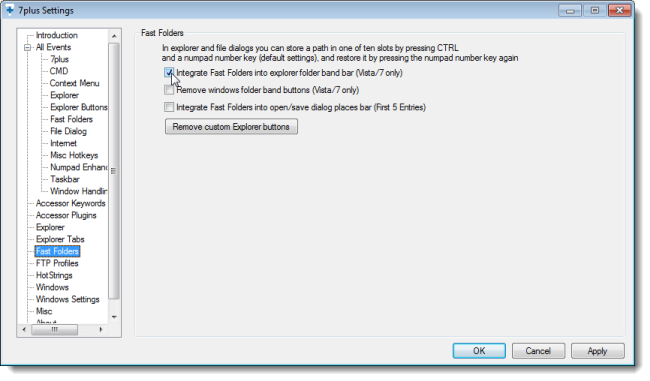 7plus Settings
Introduction
All Events
7plus
CMD
Context Menu
Explorer
Explorer Buttons
Fast Folders
File Dialog
Internet
Misc Hotkeys
Numpad Enhan
Taskbar
Window Handlin
Accessor Keywords
Accessor Plugins
Explorer
Explorer Tabs
Fast Folders
FTP Profiles
HotStrings
Windows
Windows Settings
Misc
About
Fast Folders
In explorer and file dialogs you can store a path in one of ten slots by pressing CTRL
and a numpad number key (default settings), and restore it by pressing the numpad number key again
Integrate Fast Folders into explorer folder band bar (Vista/7 only)
Remove windows folder band buttons (Vista/7 only)
Integrate Fast Folders into open/save dialog places bar (First 5 Entries)
Remove custom Explorer buttons
OK Cancel Apply